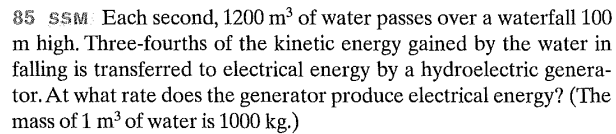 85 SSM Each second, 1200 m³ of water passes over a waterfall 100
m high. Three-fourths of the kinetic energy gained by the water in
falling is transferred to electrical energy by a hydroelectric genera-
tor. At what rate does the generator produce electrical energy? (The
mass of 1 m³ of water is 1000 kg.)